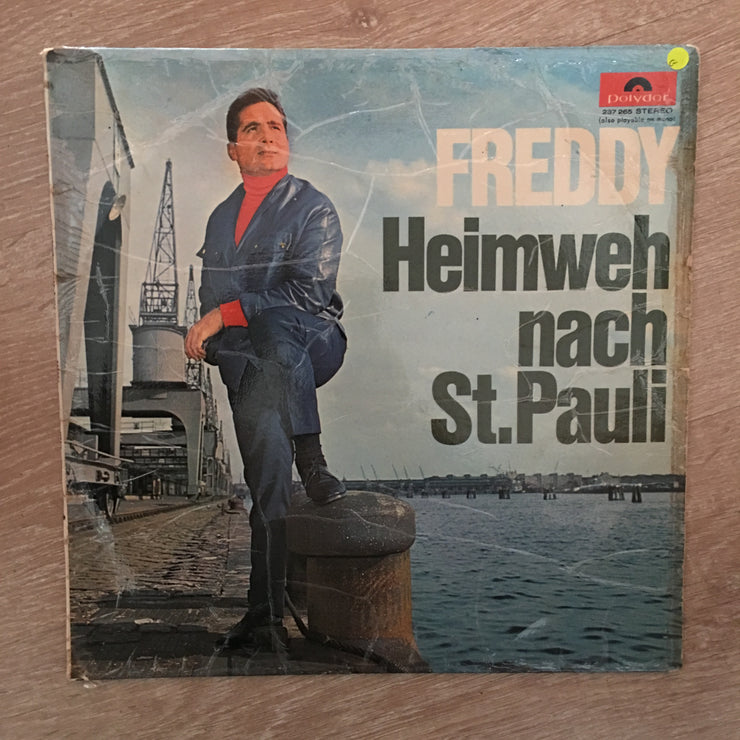 polydor
237 265 STEREO
(also playable on mono)
FREDDY
Heimweh
nach
St.Pauli